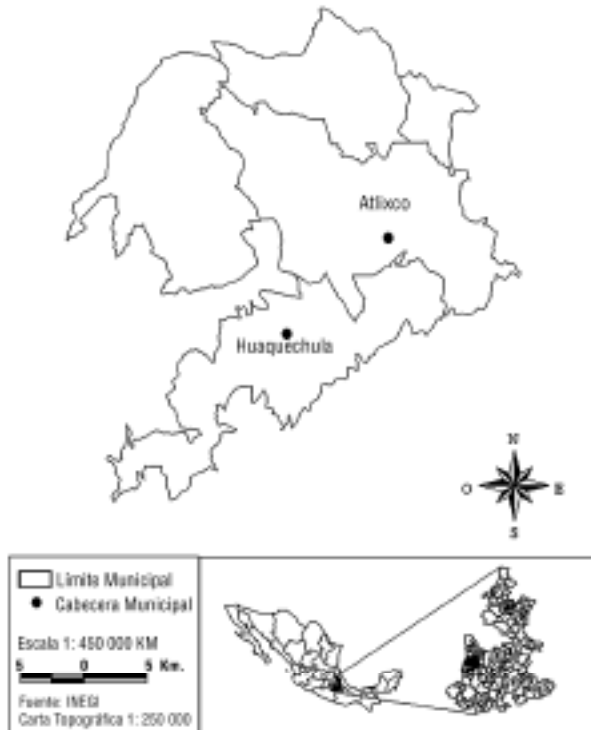 Atlixco
Huaquechula
N
O
E
S
Límite Municipal
Cabecera Municipal
Escala 1: 450 000 KM
5 0 5 Km.
Fuente: INEGI
Carta Topográfica 1: 250 000